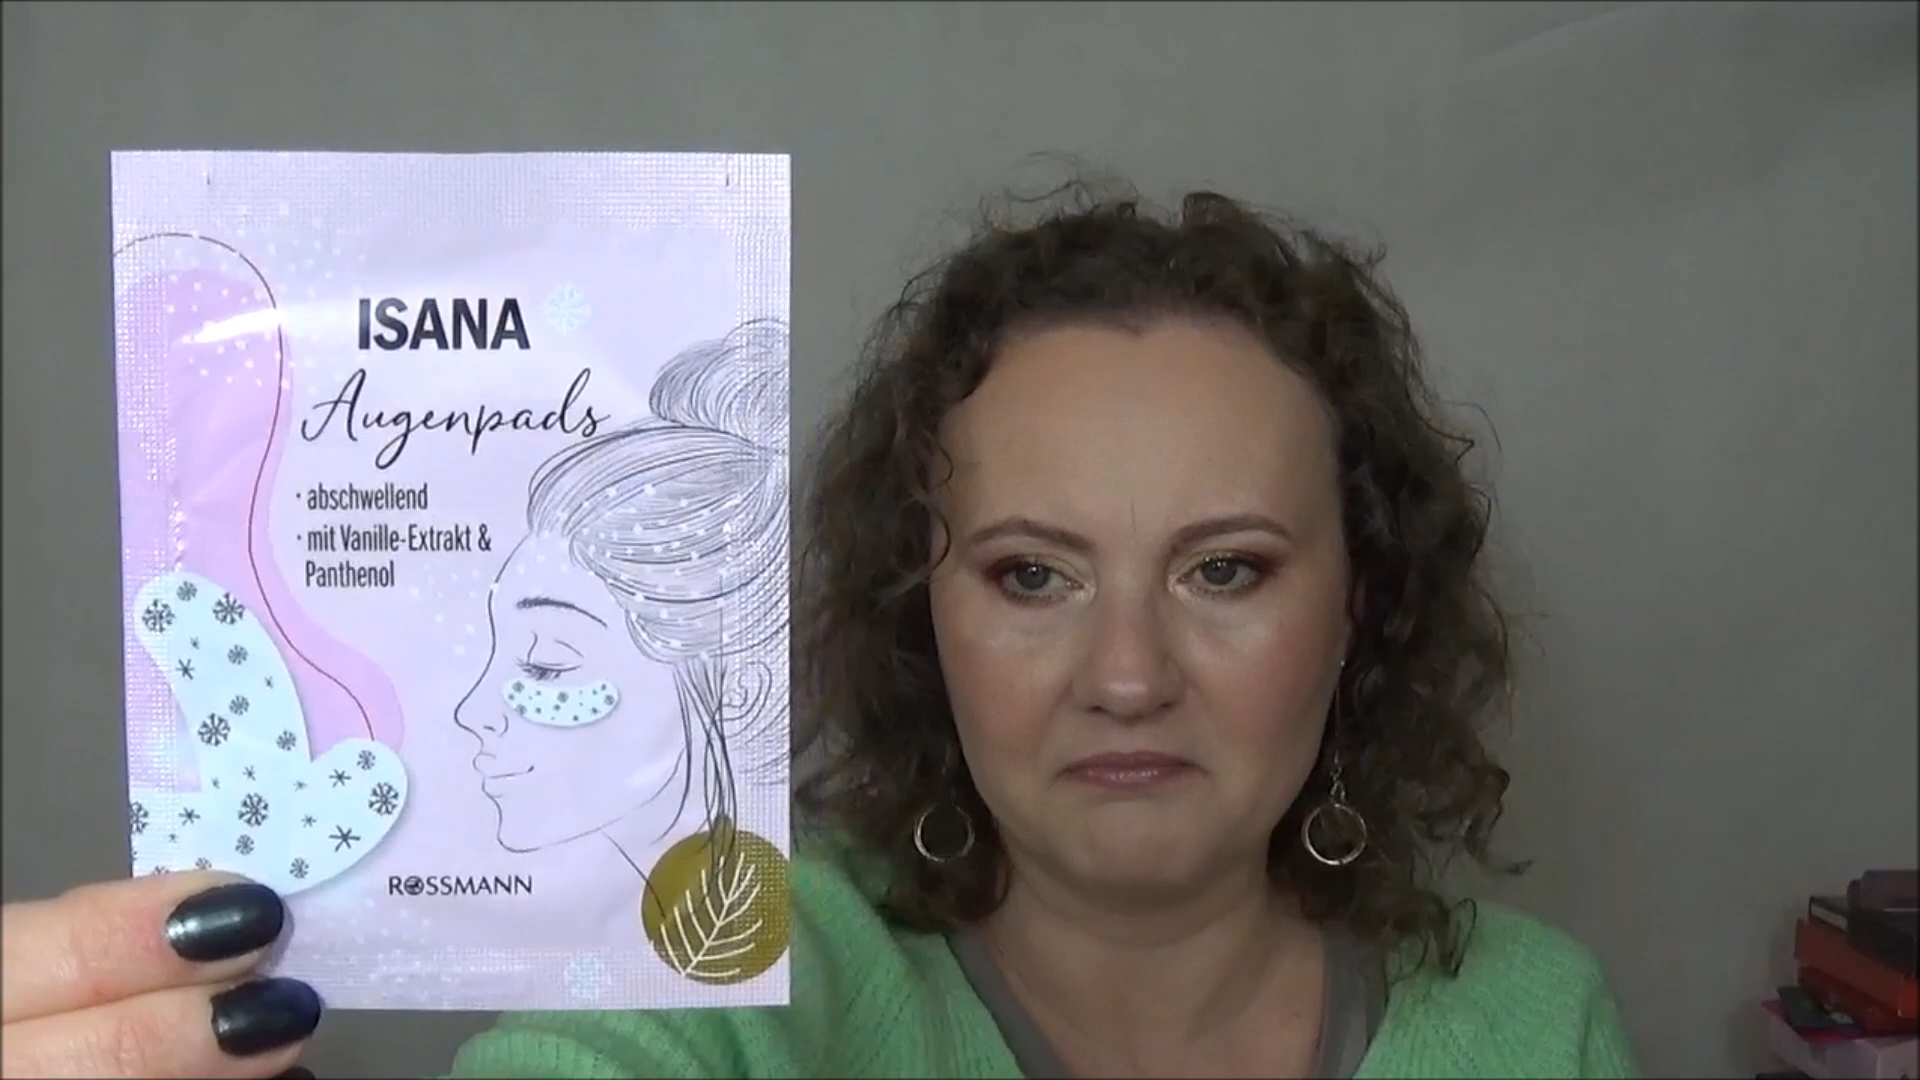 ISANA
Augenpads
· abschwellend
· mit Vanille-Extrakt &
Panthenol
ROSSMANN